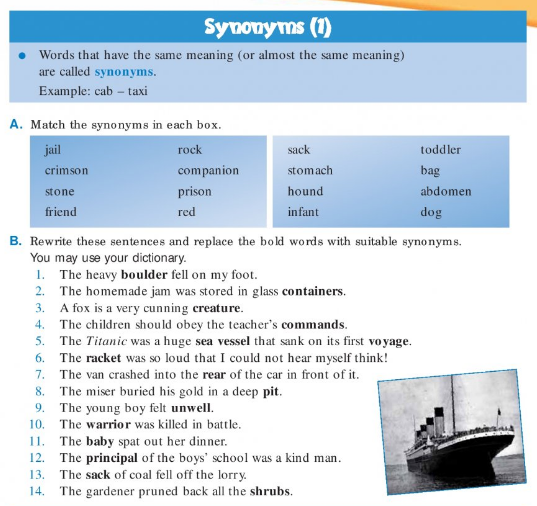 Synonyms (1)
● Words that have the same meaning (or almost the same meaning)
are called synonyms.
Example: cab – taxi
A. Match the synonyms in each box.
jail rock
crimson companion
stone prison
friend red
sack toddler
stomach bag
hound abdomen
infant dog
B. Rewrite these sentences and replace the bold words with suitable synonyms.
You may use your dictionary.
1. The heavy boulder fell on my foot.
2. The homemade jam was stored in glass containers.
3. A fox is a very cunning creature.
4. The children should obey the teacher's commands.
5. The Titanic was a huge sea vessel that sank on its first voyage.
6. The racket was so loud that I could not hear myself think!
7. The van crashed into the rear of the car in front of it.
8. The miser buried his gold in a deep pit.
9. The young boy felt unwell.
10. The warrior was killed in battle.
11. The baby spat out her dinner.
12. The principal of the boys' school was a kind man.
13. The sack of coal fell off the lorry.
14. The gardener pruned back all the shrubs.